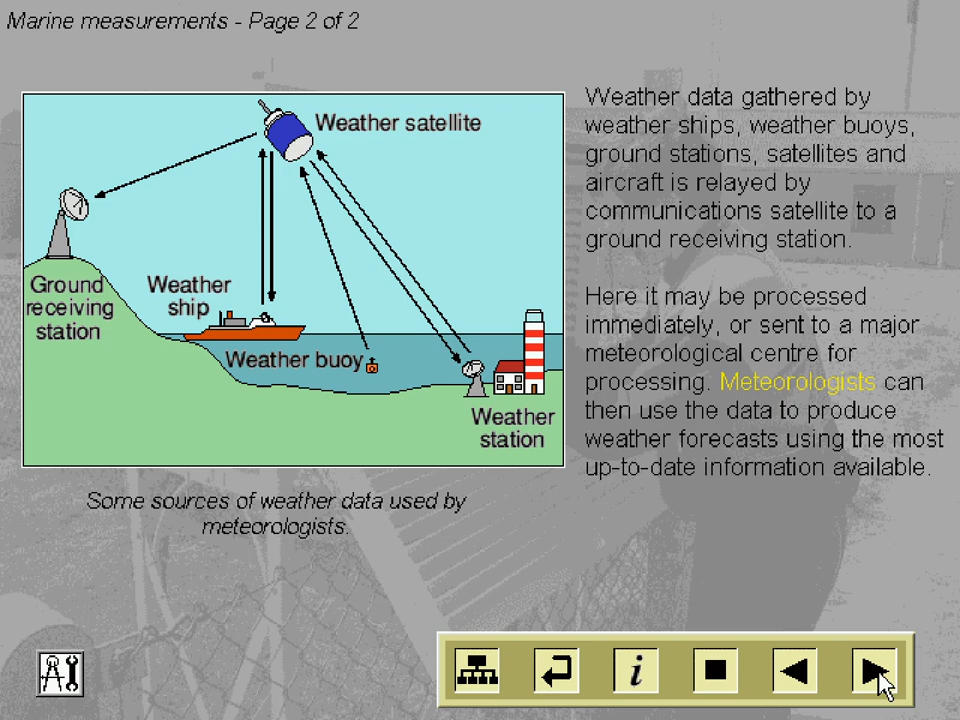 Marine measurements - Page 2 of 2
Weather satellite
Ground
receiving
station
Weather
ship
Weather buoy
Weather
station
Some sources of weather data used by
meteorologists.
Weather data gathered by
weather ships, weather buoys,
ground stations, satellites and
aircraft is relayed by
communications satellite to a
ground receiving station.
Here it may be processed
immediately, or sent to a major
meteorological centre for
processing. Meteorologists can
then use the data to produce
weather forecasts using the most
up-to-date information available.
i